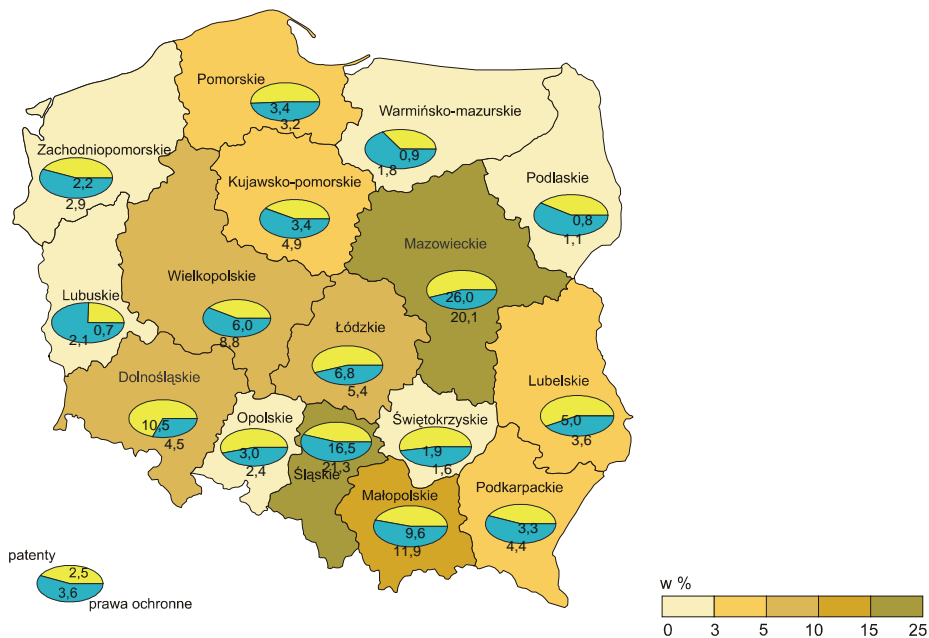 Pomorskie
3,4
3,2
Warmińsko-mazurskie
0,9
1,8
Zachodniopomorskie
2,2
2,9
Kujawsko-pomorskie
3,4
4,9
Podlaskie
0,8
1,1
Mazowieckie
26,0
20,1
Wielkopolskie
6,0
8,8
Lubuskie
0,7
2,1
Łódzkie
6,8
5,4
Dolnośląskie
10,5
4,5
Lubelskie
5,0
3,6
Opolskie
3,0
2,4
Śląskie
16,5
21,3
Świętokrzyskie
1,9
1,6
Małopolskie
9,6
11,9
Podkarpackie
3,3
4,4
patenty
2,5
3,6
prawa ochronne
w %
0 3 5 10 15 25